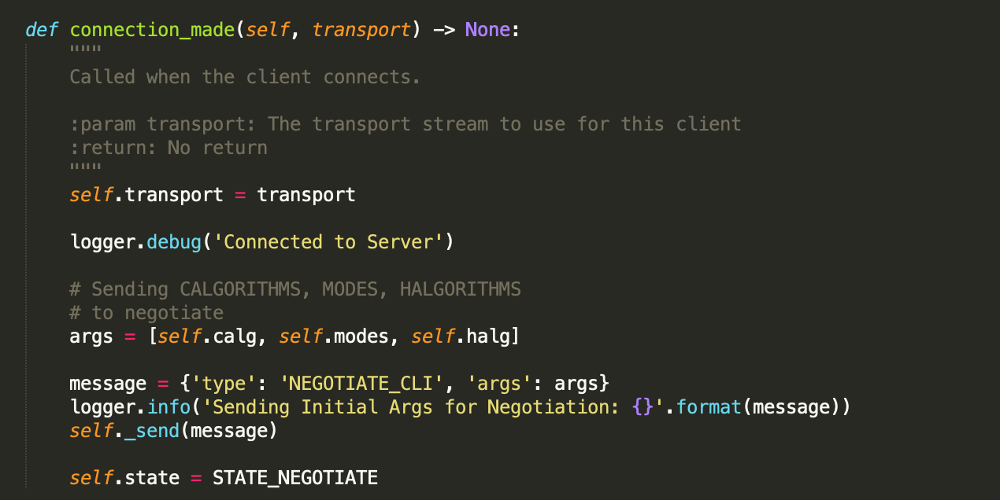 def connection_made(self, transport) -> None:
"""
Called when the client connects.
:param transport: The transport stream to use for this client
:return: No return
"""
self.transport = transport
logger.debug('Connected to Server')
# Sending CALGORITHMS, MODES, HALGORITHMS
# to negotiate
args = [self.calg, self.modes, self.halg]
message = {'type': 'NEGOTIATE_CLI', 'args': args}
logger.info('Sending Initial Args for Negotiation: {}'.format(message))
self._send(message)
self.state = STATE_NEGOTIATE